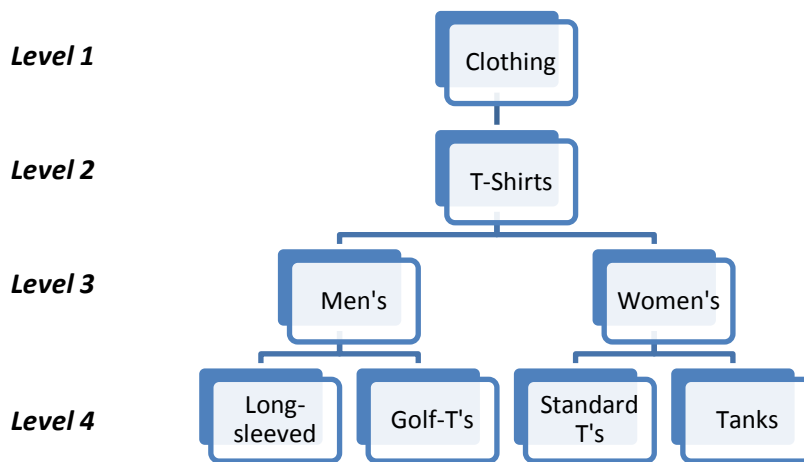 Level 1
Clothing
Level 2
T-Shirts
Level 3
Men's
Women's
Level 4
Long-
sleeved
Golf-T's
Standard
T's
Tanks